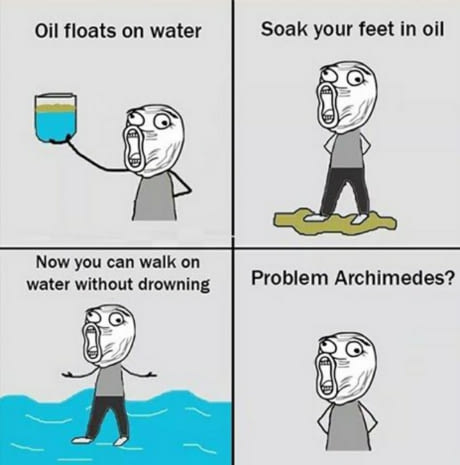 Oil floats on water
Soak your feet in oil
Now you can walk on
water without drowning
Problem Archimedes?